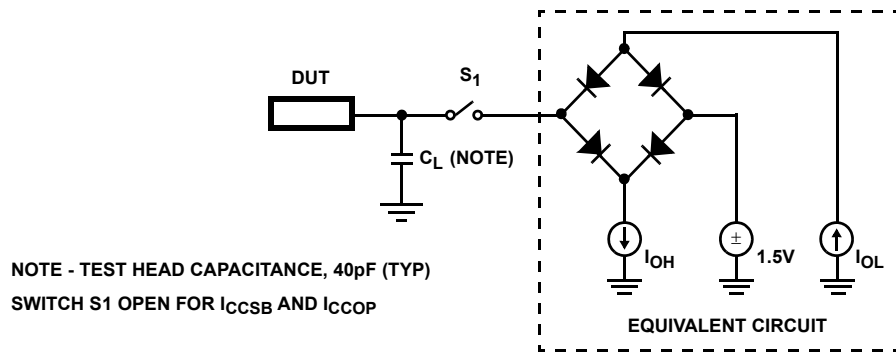 DUT
S1
CL (NOTE)
±
IOH
1.5V
IOL
NOTE - TEST HEAD CAPACITANCE, 40pF (TYP)
SWITCH S1 OPEN FOR ICCSB AND ICCOP
EQUIVALENT CIRCUIT